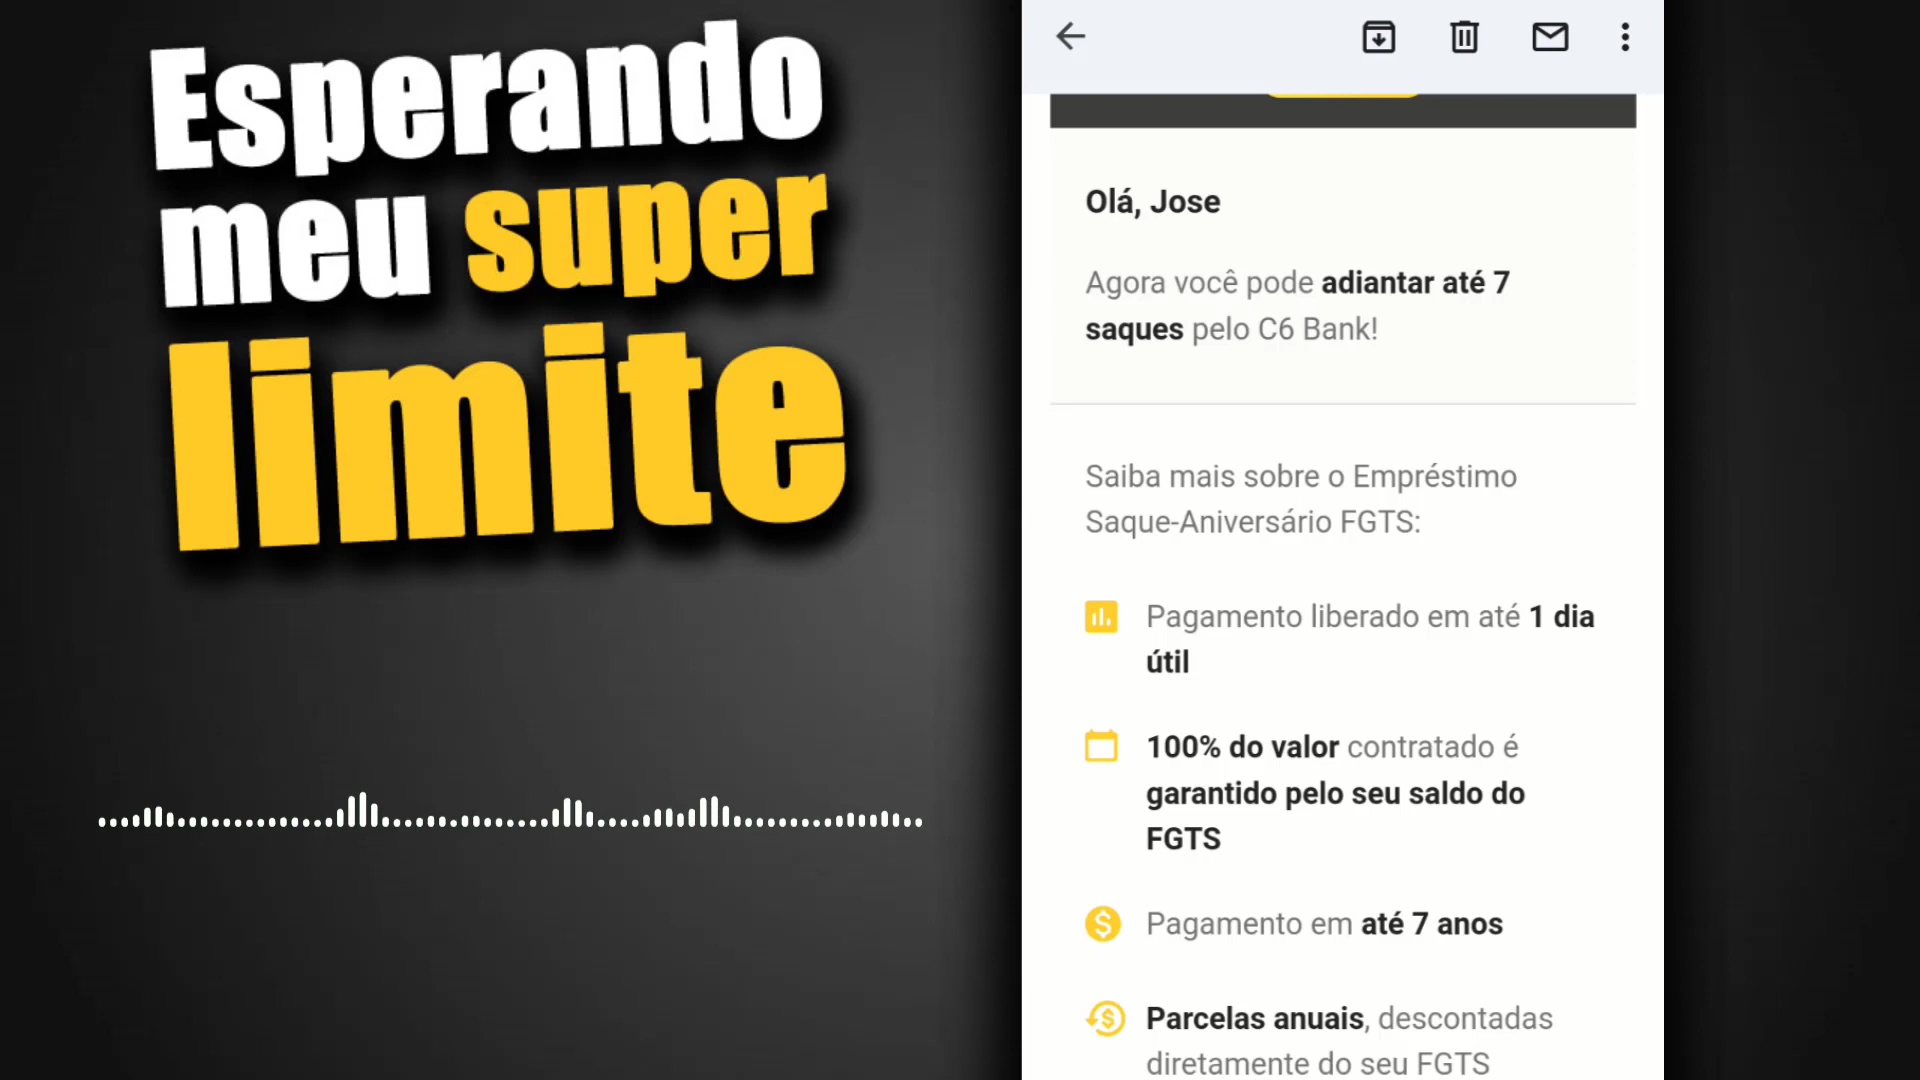 Esperando
meu super
limite
Olá, Jose
Agora você pode adiantar até 7
saques pelo C6 Bank!
Saiba mais sobre o Empréstimo
Saque-Aniversário FGTS:
Pagamento liberado em até 1 dia
útil
100% do valor contratado é
garantido pelo seu saldo do
FGTS
Pagamento em até 7 anos
Parcelas anuais, descontadas
diretamente do seu FGTS